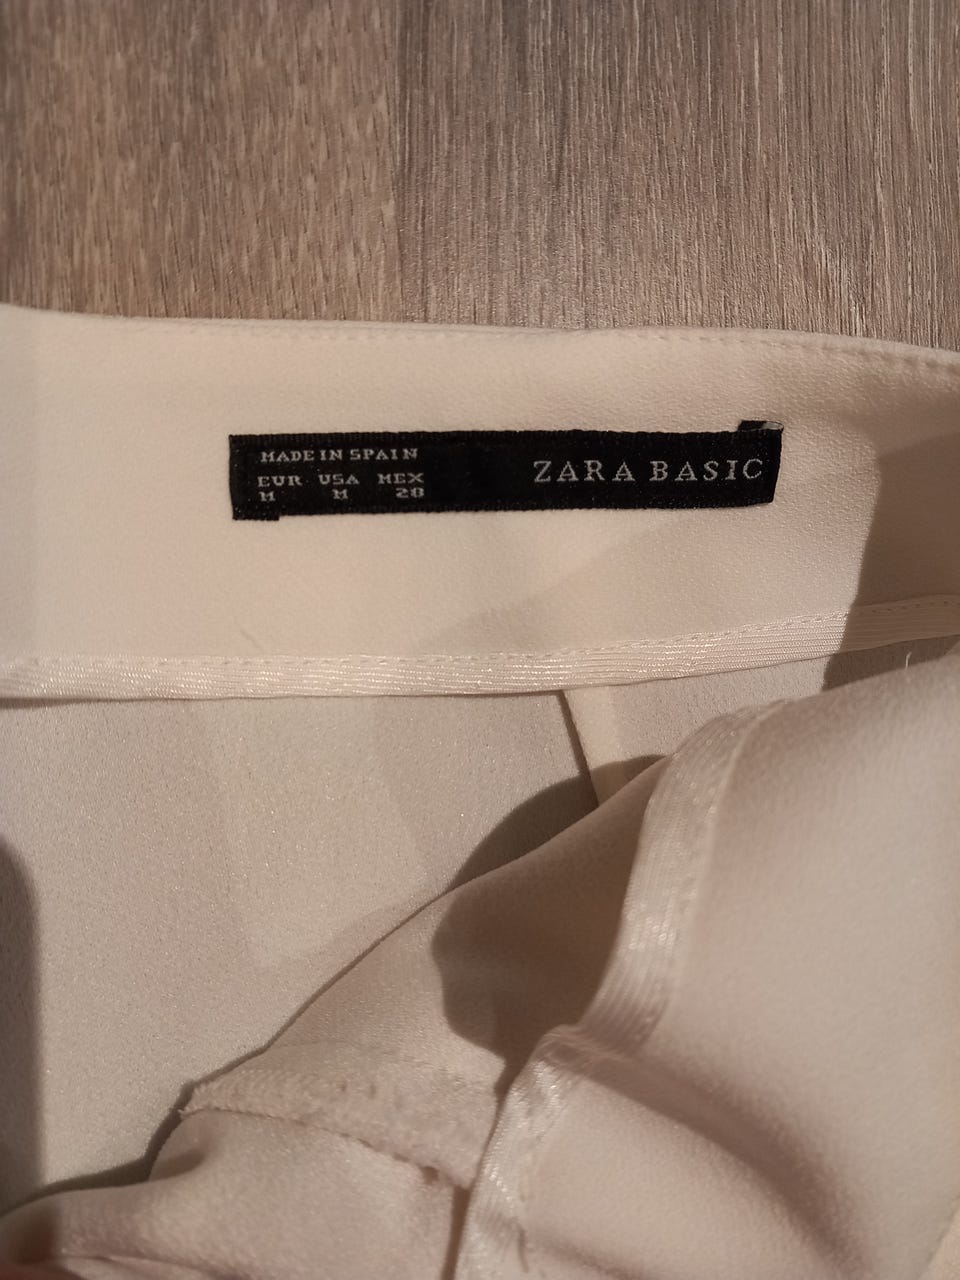 MADE IN SPAIN
EUR USA MEX
M M 28
ZARA BASIC